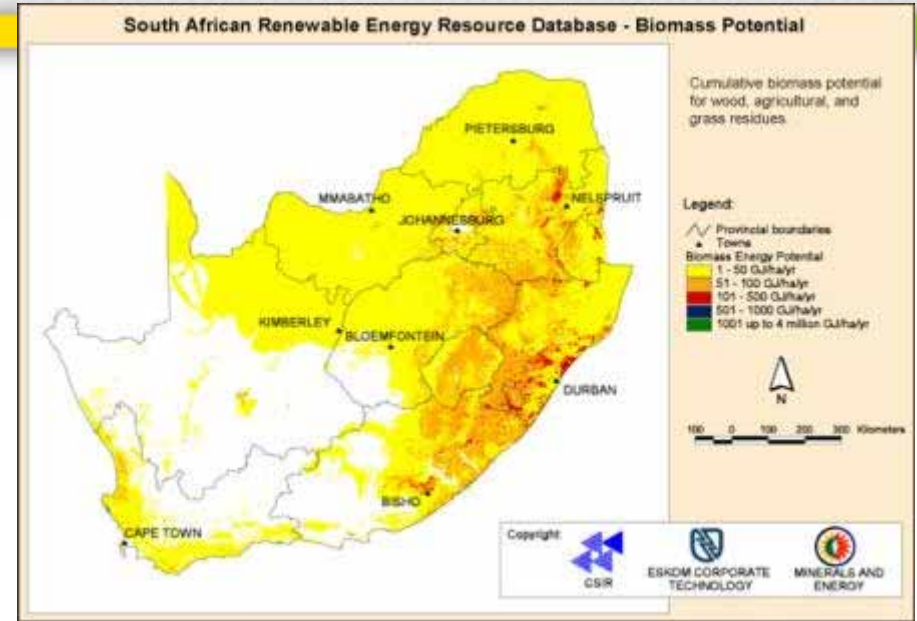 South African Renewable Energy Resource Database - Biomass Potential
Cumulative biomass potential
for wood, agricultural, and
grass residues
PIETERSBURG
MMABATHO
NELSPRUIT
JOHANNESBURG
KIMBERLEY
BLOEMFONTEIN
DURBAN
BISHO
CAPE TOWN
Legend:
Provincial boundaries
Towns
Biomass Energy Potential
1 - 50 GJ/ha/yr
51 - 100 GJ/ha/yr
101 - 500 GJ/ha/yr
501 - 1000 GJ/ha/yr
1001 up to 4 million GJ/ha/yr
N
100 0 100 200 300 Kilometers
Copyright:
CSIR
ESKOM CORPORATE
TECHNOLOGY
MINERALS AND
ENERGY